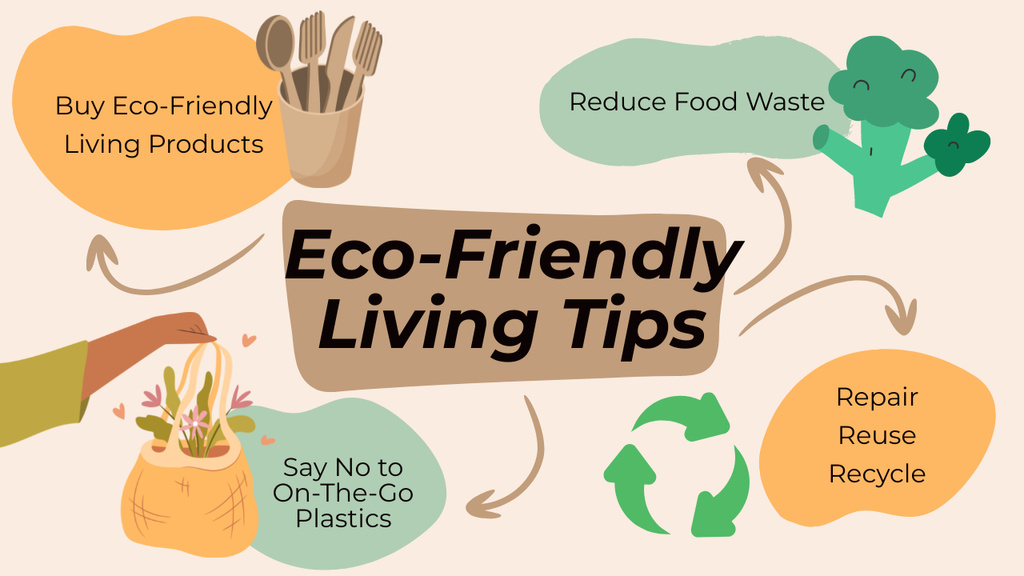 Buy Eco-Friendly
Living Products
Reduce Food Waste
Eco-Friendly
Living Tips
Say No to
On-The-Go
Plastics
Repair
Reuse
Recycle